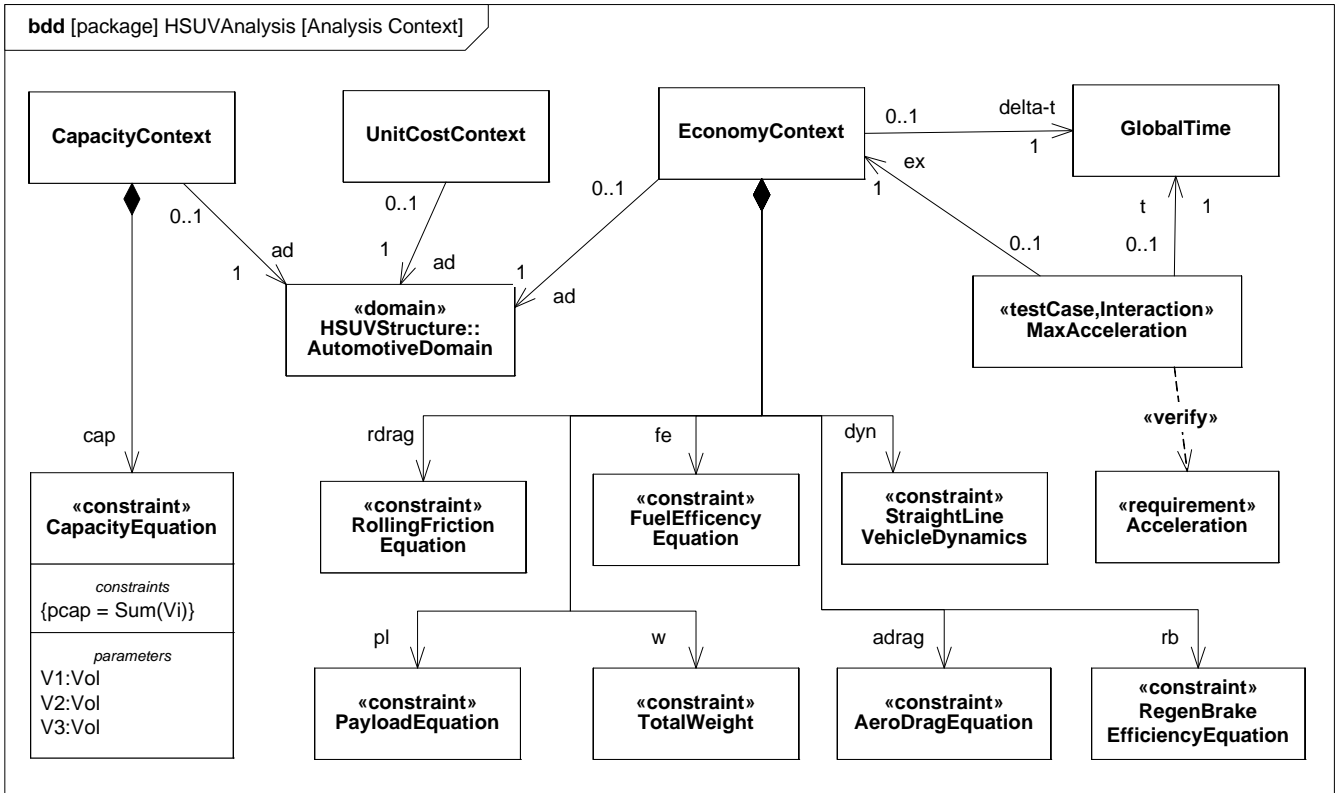 bdd [package] HSUVAnalysis [Analysis Context]
CapacityContext
UnitCostContext
EconomyContext
GlobalTime
0..1
delta-t
1
ex
1
0..1
0..1
0..1
ad
1
1
ad
1
ad
t
1
0..1
0..1
«domain»
HSUVStructure::
AutomotiveDomain
«testCase,Interaction»
MaxAcceleration
«verify»
cap
rdrag
fe
dyn
«constraint»
CapacityEquation
constraints
{pcap = Sum(Vi)}
parameters
V1:Vol
V2:Vol
V3:Vol
«constraint»
RollingFriction
Equation
«constraint»
FuelEfficency
Equation
«constraint»
StraightLine
VehicleDynamics
«requirement»
Acceleration
pl
w
adrag
rb
«constraint»
PayloadEquation
«constraint»
TotalWeight
«constraint»
AeroDragEquation
«constraint»
RegenBrake
EfficiencyEquation